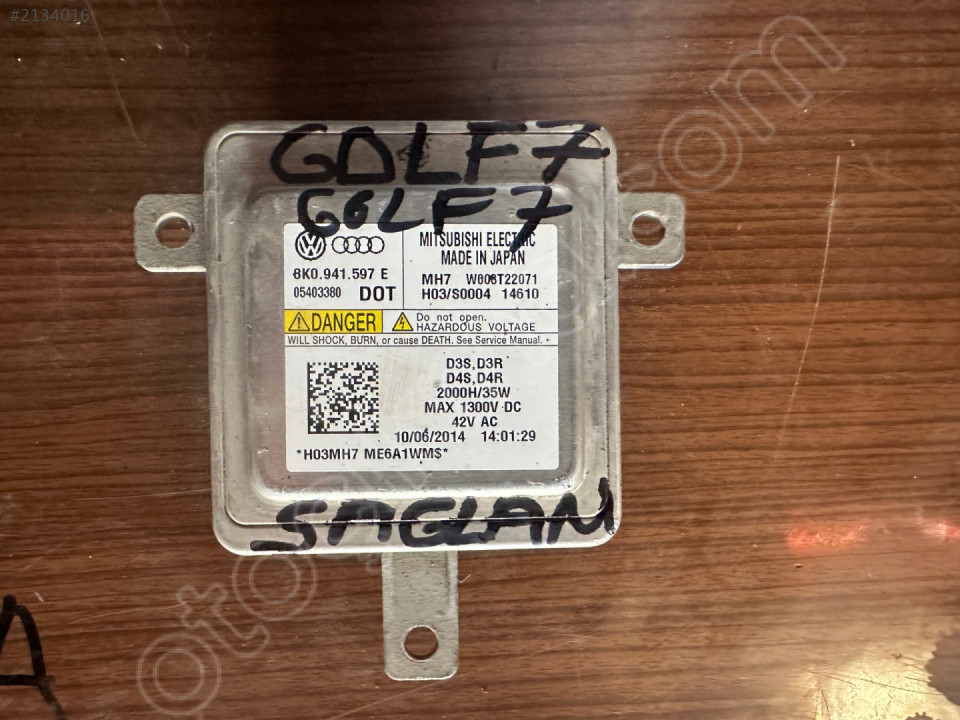 #2134016
GOLF7
GOLF7
MITSUBISHI ELECTRIC
MADE IN JAPAN
8K0.941.597 E
05403380 DOT
MH7 W003T22071
H03/S0004 14610
DANGER
Do not open.
HAZARDOUS VOLTAGE
WILL SHOCK, BURN, or cause DEATH. See Service Manual.
D3S,D3R
D4S,D4R
2000H/35W
MAX 1300V DC
42V AC
10/06/2014 14:01:29
*H03MH7 ME6A1WM$*
SAGLAM
A